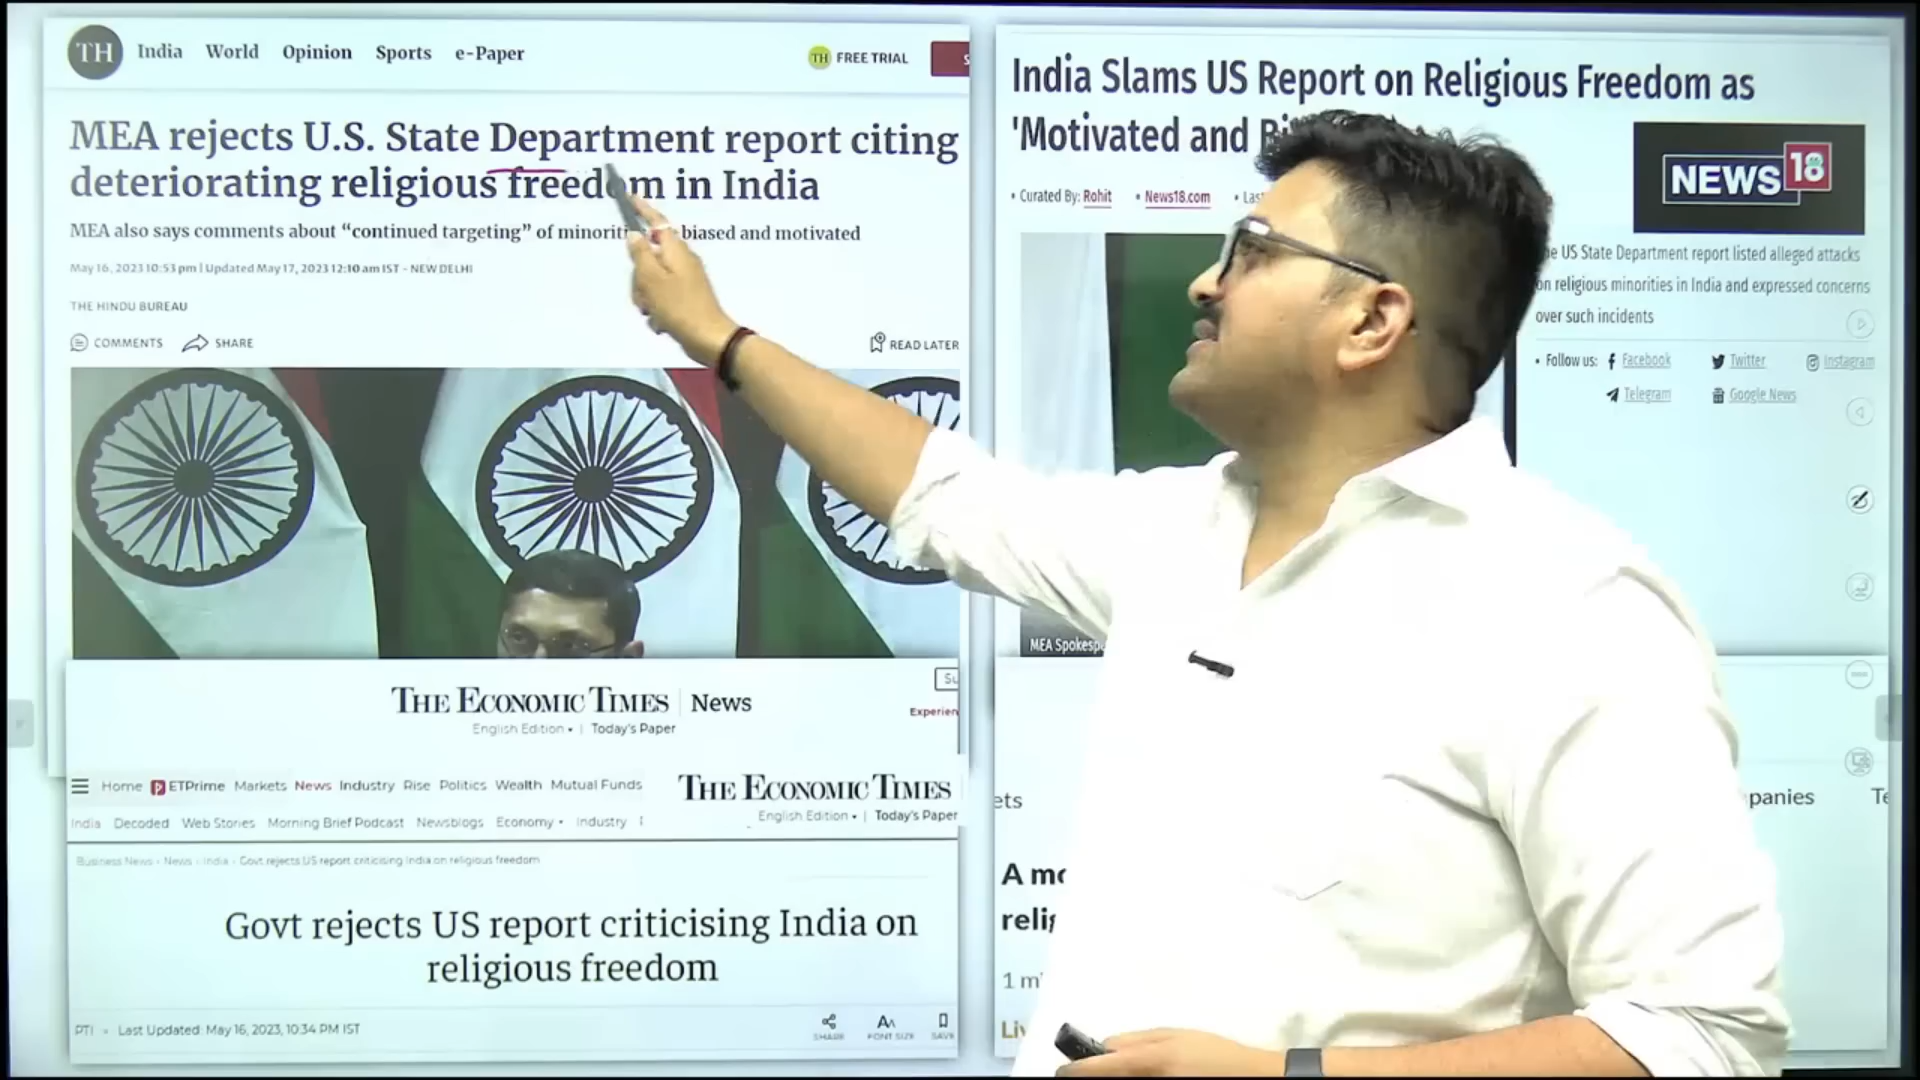 TH India World Opinion Sports e-Paper
TH FREE TRIAL
MEA rejects U.S. State Department report citing
deteriorating religious freedom in India
MEA also says comments about “continued targeting” of biased and motivated
May 16, 2023 10:53 pm | Updated May 17, 2023 12:10 am IST - NEW DELHI
THE HINDU BUREAU
COMMENTS SHARE
READ LATER
THE ECONOMIC TIMES | News
English Edition | Today's Paper
Experien
Home ETPrime Markets News Industry Rise Politics Wealth Mutual Funds
THE ECONOMIC TIMES
English Edition | Today's Paper
India Decoded Web Stories Morning Brief Podcast Newsblogs Economy Industry
Business News › News › India › Govt rejects US report criticising India on religious freedom
Govt rejects US report criticising India on
religious freedom
PTI • Last Updated: May 16, 2023, 10:34 PM IST
SHARE FONT SIZE SAVE
India Slams US Report on Religious Freedom as
'Motivated and
NEWS 18
• Curated By: Rohit • News18.com
US State Department report listed alleged attacks
on religious minorities in India and expressed concerns
over such incidents
• Follow us: Facebook Twitter Instagram
Telegram Google News
MEA
ets
panies
A
1